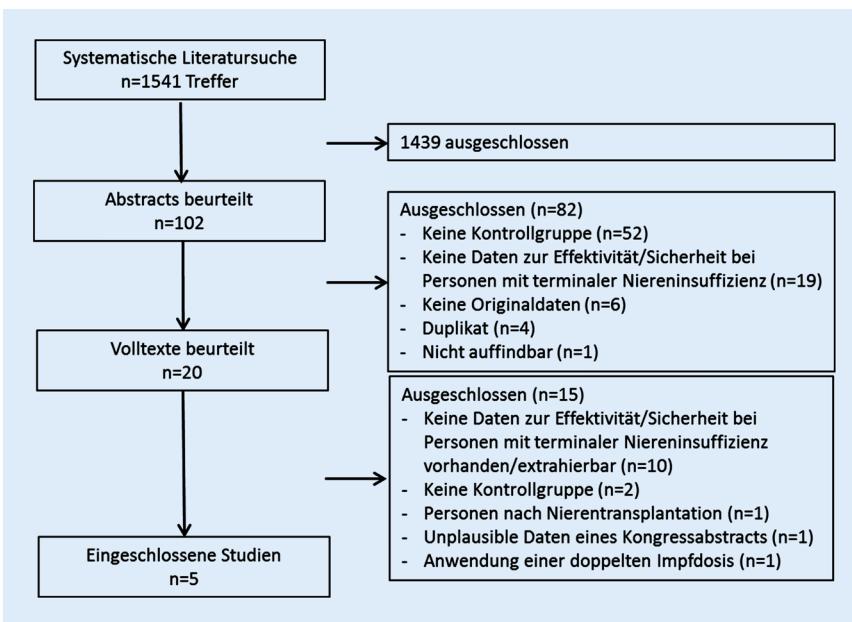 Systematische Literatursuche
n=1541 Treffer
1439 ausgeschlossen
Abstracts beurteilt
n=102
Ausgeschlossen (n=82)
- Keine Kontrollgruppe (n=52)
- Keine Daten zur Effektivität/Sicherheit bei
Personen mit terminaler Niereninsuffizienz (n=19)
- Keine Originaldaten (n=6)
- Duplikat (n=4)
- Nicht auffindbar (n=1)
Volltexte beurteilt
n=20
Ausgeschlossen (n=15)
- Keine Daten zur Effektivität/Sicherheit bei
Personen mit terminaler Niereninsuffizienz
vorhanden/extrahierbar (n=10)
- Keine Kontrollgruppe (n=2)
- Personen nach Nierentransplantation (n=1)
- Unplausible Daten eines Kongressabstracts (n=1)
- Anwendung einer doppelten Impfdosis (n=1)
Eingeschlossene Studien
n=5